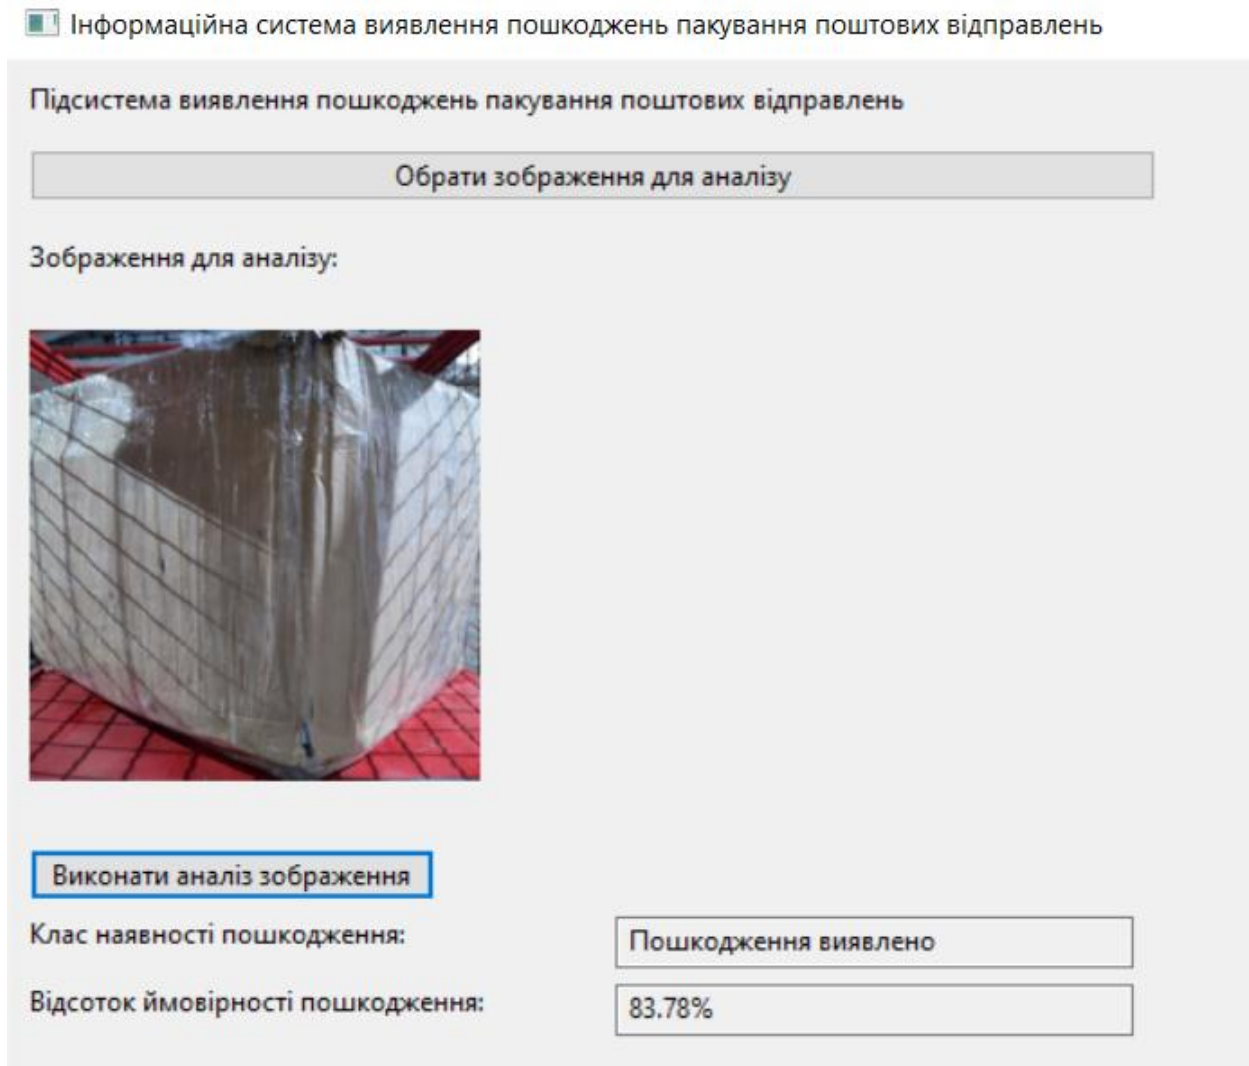 Інформаційна система виявлення пошкоджень пакування поштових відправлень
Підсистема виявлення пошкоджень пакування поштових відправлень
Обрати зображення для аналізу
Зображення для аналізу:
Виконати аналіз зображення
Клас наявності пошкодження:
Пошкодження виявлено
Відсоток ймовірності пошкодження:
83.78%